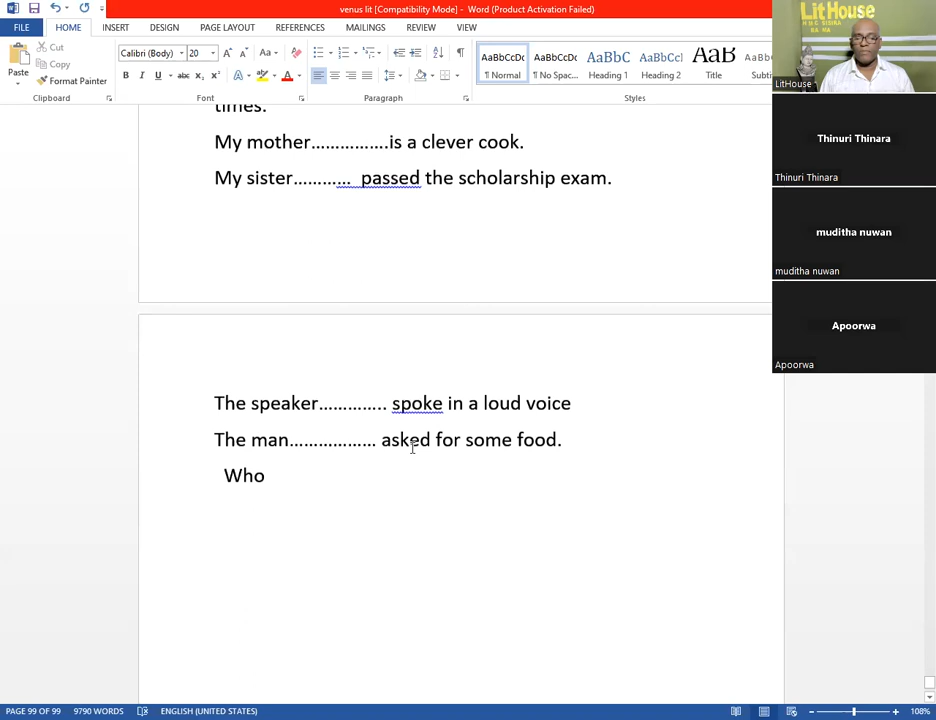 venus lit [Compatibility Mode] - Word (Product Activation Failed)
FILE HOME INSERT DESIGN PAGE LAYOUT REFERENCES MAILINGS REVIEW VIEW
Paste
Cut
Copy
Format Painter
Calibri (Body) 20
AaBbCcDc AaBbCcDc AaBbC AaBbCcl AaB AaBbCcD
¶ Normal ¶ No Spac... Heading 1 Heading 2 Title Subti
Clipboard Font Paragraph Styles
LitHouse
LitHouse
Thinuri Thinara
Thinuri Thinara
muditha nuwan
muditha nuwan
Apoorwa
Apoorwa
times.
My mother…………….is a clever cook.
My sister………… passed the scholarship exam.
The speaker………….. spoke in a loud voice
The man……………… asked for some food.
Who
PAGE 99 OF 99 9790 WORDS ENGLISH (UNITED STATES) 108%